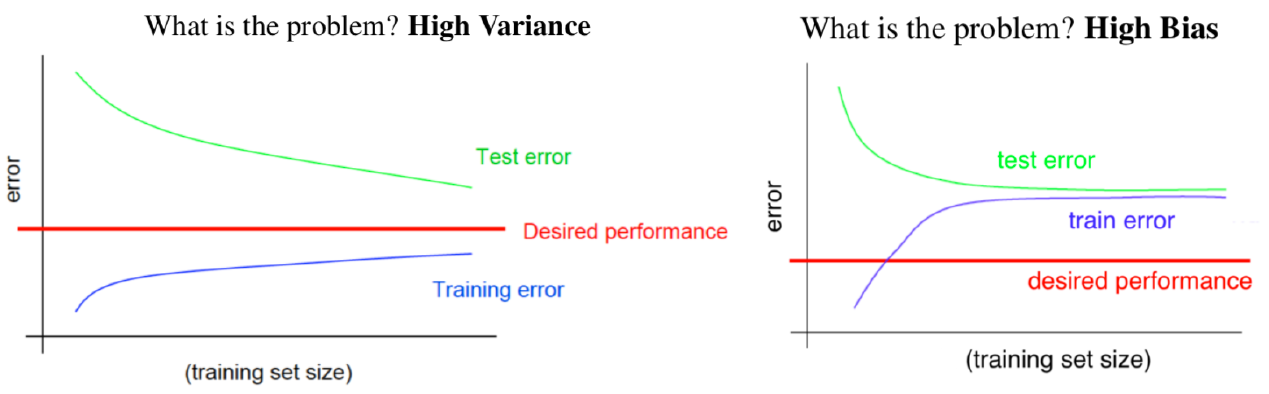 What is the problem? High Variance
error
Test error
Desired performance
Training error
(training set size)
What is the problem? High Bias
error
test error
train error
desired performance
(training set size)